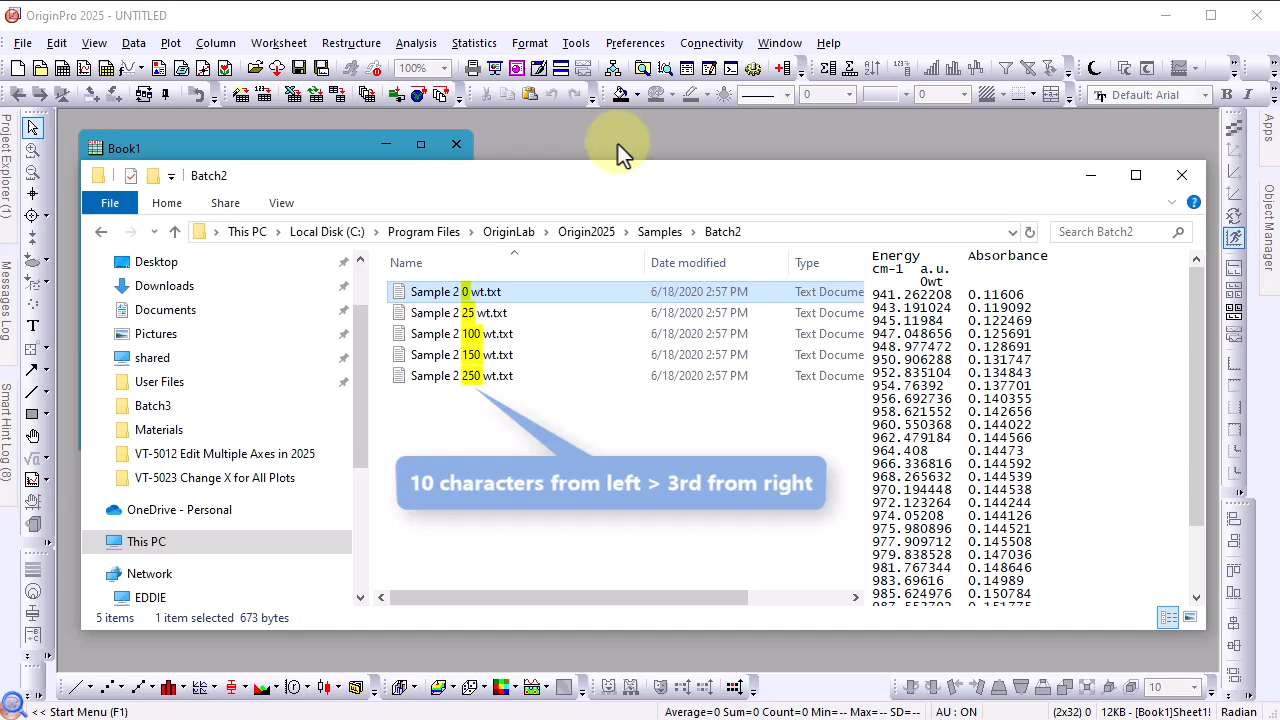 OriginPro 2025 - UNTITLED
File Edit View Data Plot Column Worksheet Restructure Analysis Statistics Format Tools Preferences Connectivity Window Help
100%
0 0 Default: Arial B I
Project Explorer (1)
Messages Log
Smart Hint Log (8)
Apps
Object Manager
Book1
Batch2
File Home Share View
This PC > Local Disk (C:) > Program Files > OriginLab > Origin2025 > Samples > Batch2
Search Batch2
Desktop
Downloads
Documents
Pictures
shared
User Files
Batch3
Materials
VT-5012 Edit Multiple Axes in 2025
VT-5023 Change X for All Plots
OneDrive - Personal
This PC
Network
EDDIE
Name Date modified Type
Sample 2 0 wt.txt 6/18/2020 2:57 PM Text Docume
Sample 2 25 wt.txt 6/18/2020 2:57 PM Text Docume
Sample 2 100 wt.txt 6/18/2020 2:57 PM Text Docume
Sample 2 150 wt.txt 6/18/2020 2:57 PM Text Docume
Sample 2 250 wt.txt 6/18/2020 2:57 PM Text Docume
10 characters from left > 3rd from right
Energy Absorbance
cm-1 a.u.
0wt
941.262208 0.11606
943.191024 0.119092
945.11984 0.122469
947.048656 0.125691
948.977472 0.128691
950.906288 0.131747
952.835104 0.134843
954.76392 0.137701
956.692736 0.140355
958.621552 0.142656
960.550368 0.144022
962.479184 0.144566
964.408 0.14473
966.336816 0.144592
968.265632 0.144539
970.194448 0.144538
972.123264 0.144244
974.05208 0.144126
975.980896 0.144521
977.909712 0.145508
979.838528 0.147036
981.767344 0.148646
983.69616 0.14989
985.624976 0.150784
987.553792 0.151775
5 items 1 item selected 673 bytes
10
<< Start Menu (F1) Average=0 Sum=0 Count=0 Min=-- Max=-- SD=-- AU : ON (2x32) 0 12KB - [Book1]Sheet1! Radian